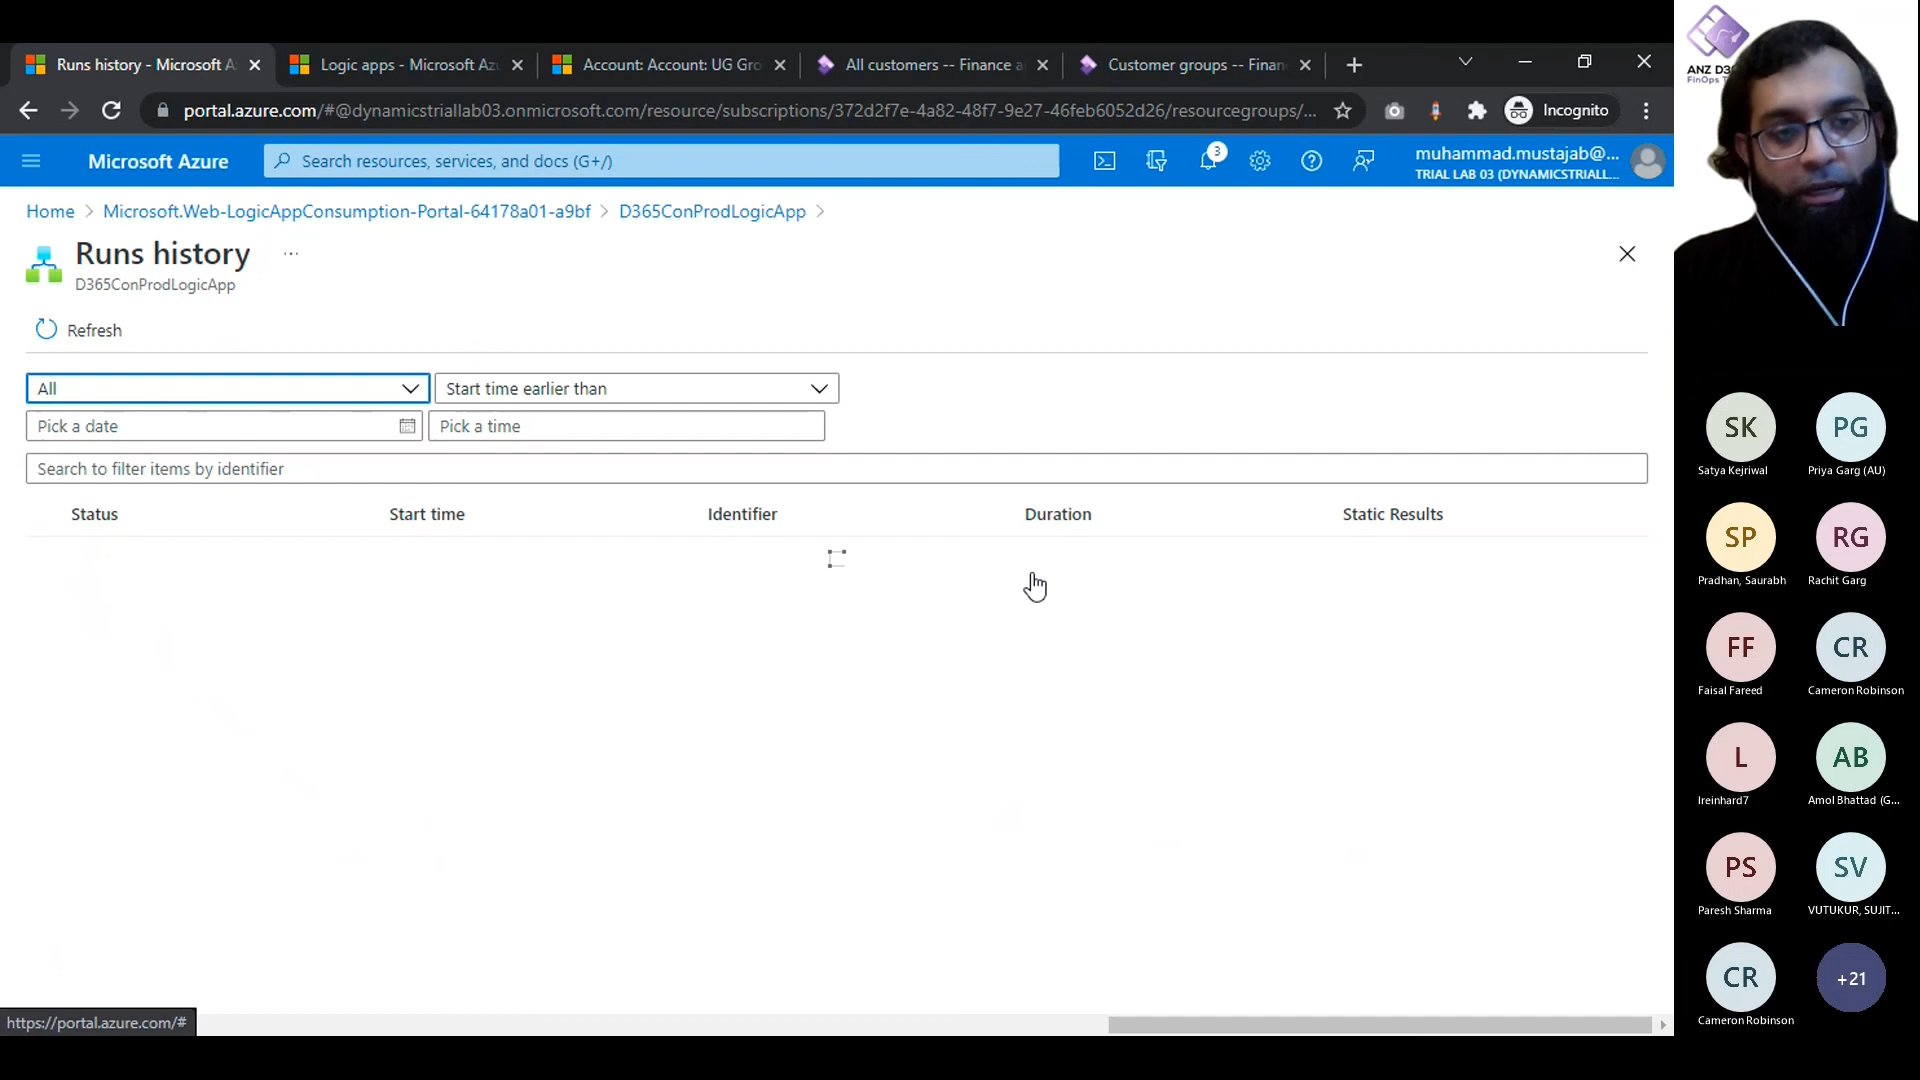 Runs history - Microsoft A
Logic apps - Microsoft Az
Account: Account: UG Gro
All customers -- Finance a
Customer groups -- Finan
portal.azure.com/#@dynamicstriallab03.onmicrosoft.com/resource/subscriptions/372d2f7e-4a82-48f7-9e27-46feb6052d26/resourcegroups/...
Incognito
Microsoft Azure
Search resources, services, and docs (G+/)
3
muhammad.mustajab@...
TRIAL LAB 03 (DYNAMICSTRIALL...
Home > Microsoft.Web-LogicAppConsumption-Portal-64178a01-a9bf > D365ConProdLogicApp >
Runs history
...
D365ConProdLogicApp
Refresh
All
Start time earlier than
Pick a date
Pick a time
Search to filter items by identifier
Status
Start time
Identifier
Duration
Static Results
https://portal.azure.com/#
ANZ D3
FinOps
SK
Satya Kejriwal
PG
Priya Garg (AU)
SP
Pradhan, Saurabh
RG
Rachit Garg
FF
Faisal Fareed
CR
Cameron Robinson
L
AB
Amol Bhattad (G...
PS
Paresh Sharma
SV
VUTUKUR, SUJIT...
CR
Cameron Robinson
+21